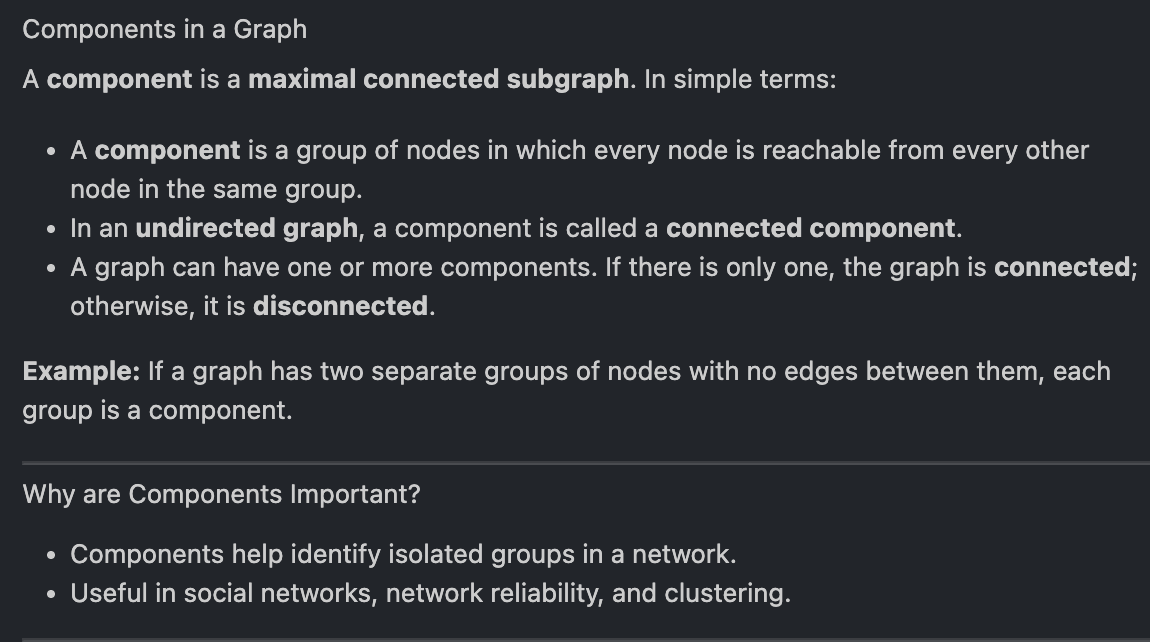 Components in a Graph
A component is a maximal connected subgraph. In simple terms:
• A component is a group of nodes in which every node is reachable from every other
node in the same group.
• In an undirected graph, a component is called a connected component.
• A graph can have one or more components. If there is only one, the graph is connected;
otherwise, it is disconnected.
Example: If a graph has two separate groups of nodes with no edges between them, each
group is a component.
Why are Components Important?
• Components help identify isolated groups in a network.
• Useful in social networks, network reliability, and clustering.